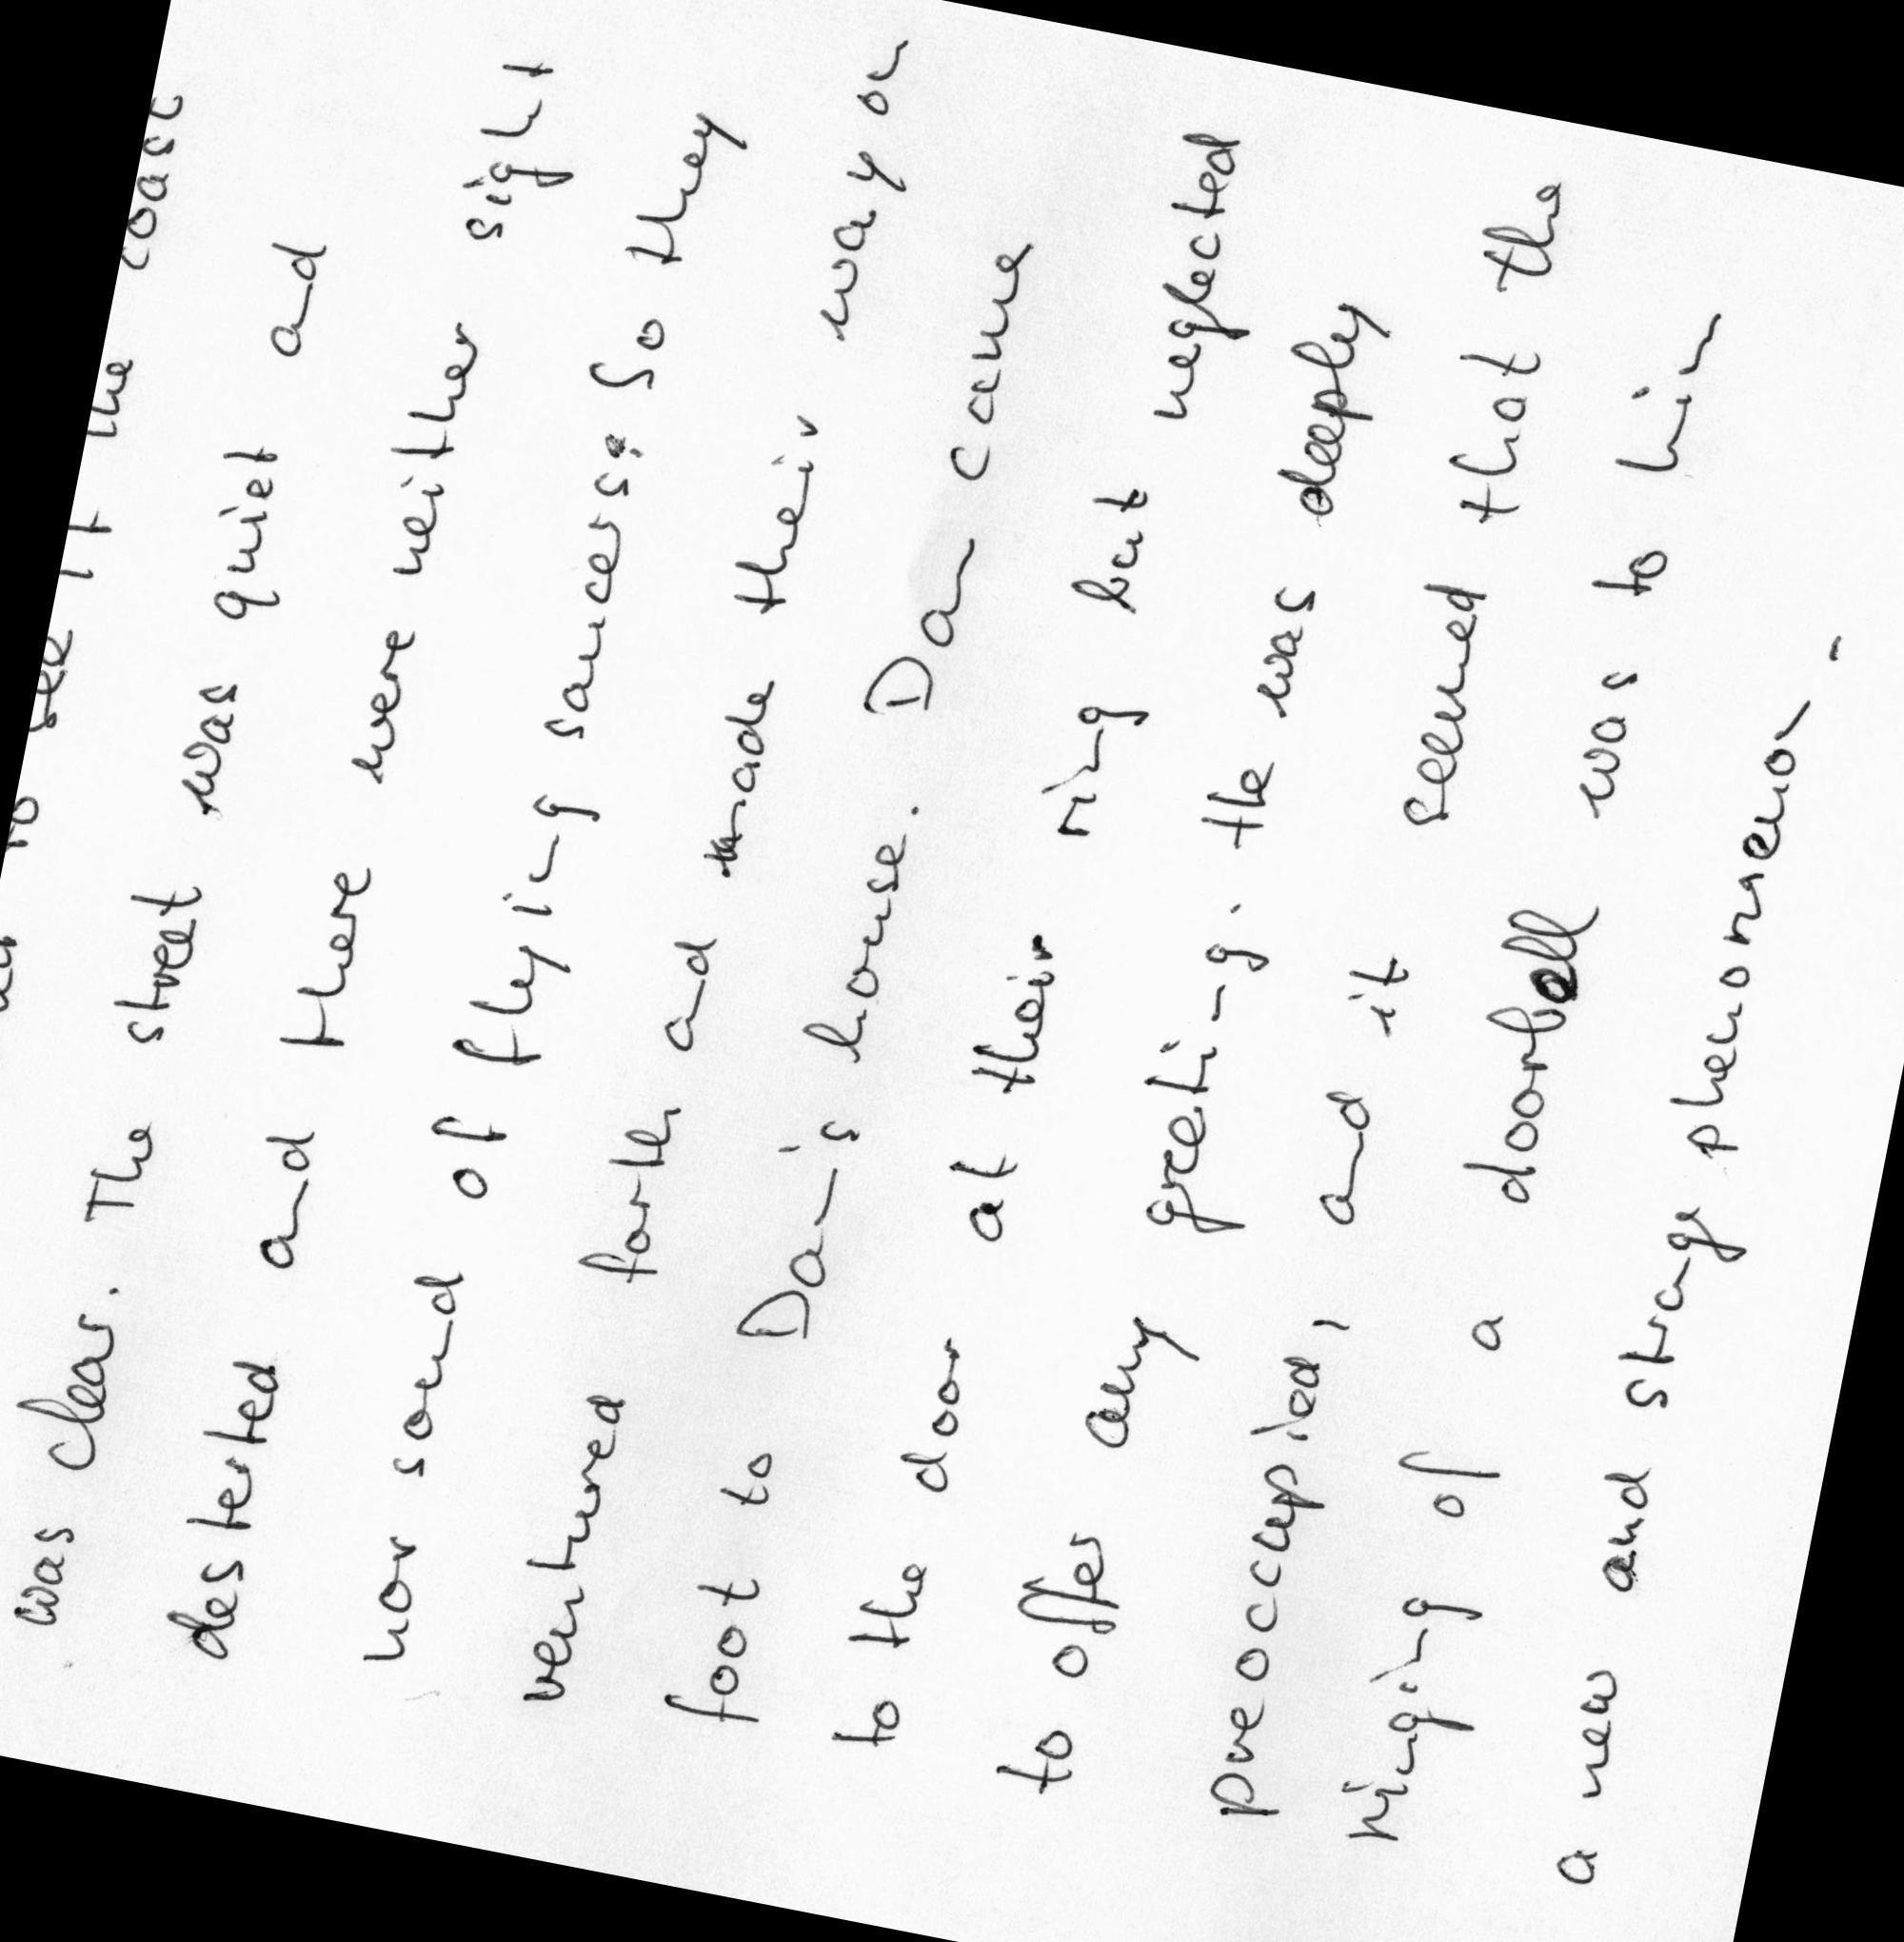 to see if the coast
was clear. The street was quiet and
deserted and there were neither sight
nor sound of flying saucers: So they
ventured forth and made their way on
foot to Dan's house. Dan came
to the door at their ring but neglected
to offer any greeting. He was deeply
preoccupied, and it seemed that the
ringing of a doorbell was to him
a new and strange phenomenon -